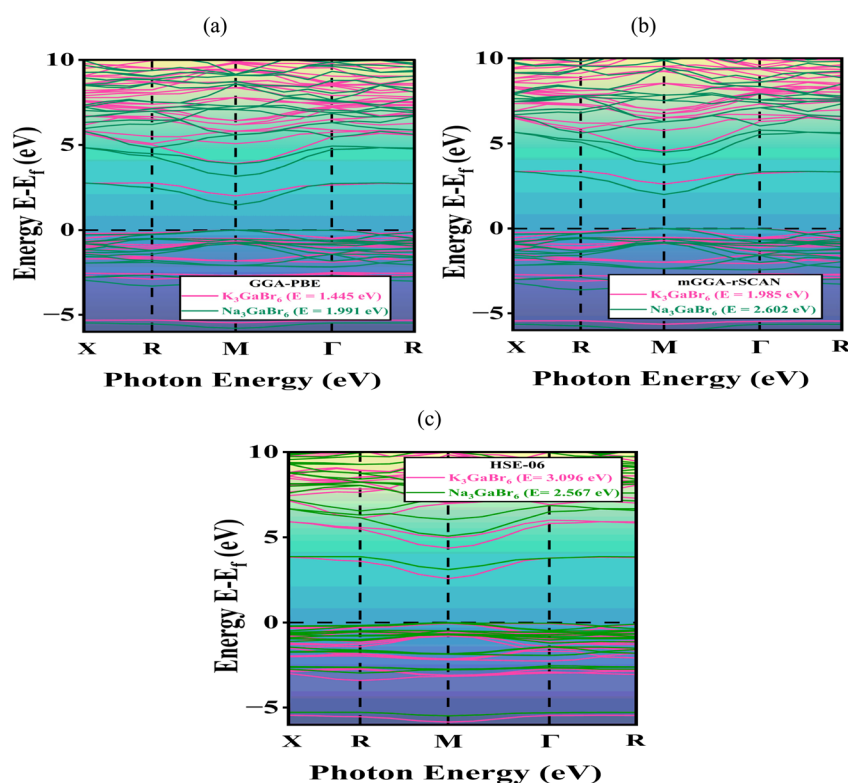 (a)
10
5
0
−5
Energy E-E_f (eV)
GGA-PBE
K₃GaBr₆ (E = 1.445 eV)
Na₃GaBr₆ (E = 1.991 eV)
X R M Γ R
Photon Energy (eV)
(b)
10
5
0
−5
Energy E-E_f (eV)
mGGA-rSCAN
K₃GaBr₆ (E = 1.985 eV)
Na₃GaBr₆ (E = 2.602 eV)
X R M Γ R
Photon Energy (eV)
(c)
10
5
0
−5
Energy E-E_f (eV)
HSE-06
K₃GaBr₆ (E= 3.096 eV)
Na₃GaBr₆ (E= 2.567 eV)
X R M Γ R
Photon Energy (eV)